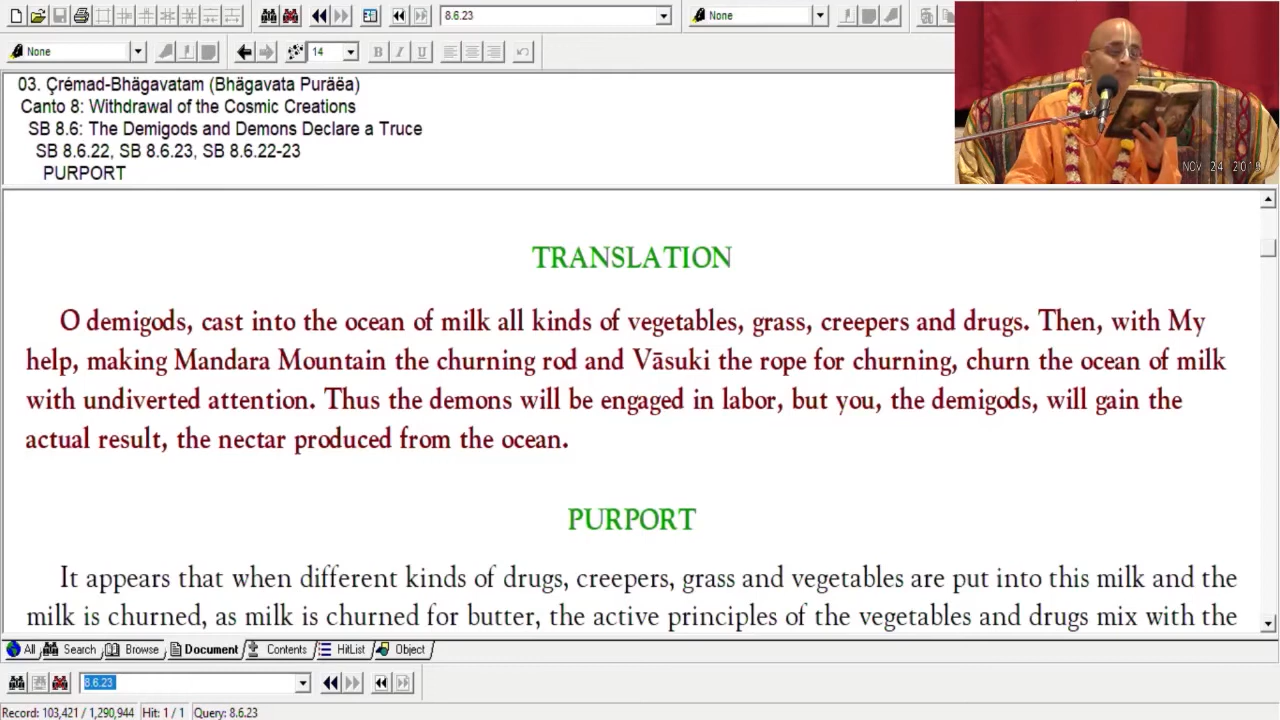 8.6.23
None
None
14
B I U
03. Çrémad-Bhägavatam (Bhägavata Puräëa)
Canto 8: Withdrawal of the Cosmic Creations
SB 8.6: The Demigods and Demons Declare a Truce
SB 8.6.22, SB 8.6.23, SB 8.6.22-23
PURPORT
NOV 24 2019
TRANSLATION
O demigods, cast into the ocean of milk all kinds of vegetables, grass, creepers and drugs. Then, with My
help, making Mandara Mountain the churning rod and Vāsuki the rope for churning, churn the ocean of milk
with undiverted attention. Thus the demons will be engaged in labor, but you, the demigods, will gain the
actual result, the nectar produced from the ocean.
PURPORT
It appears that when different kinds of drugs, creepers, grass and vegetables are put into this milk and the
milk is churned, as milk is churned for butter, the active principles of the vegetables and drugs mix with the
All Search Browse Document Contents HitList Object
8.6.23
Record: 103,421 / 1,290,944 Hit: 1 / 1 Query: 8.6.23